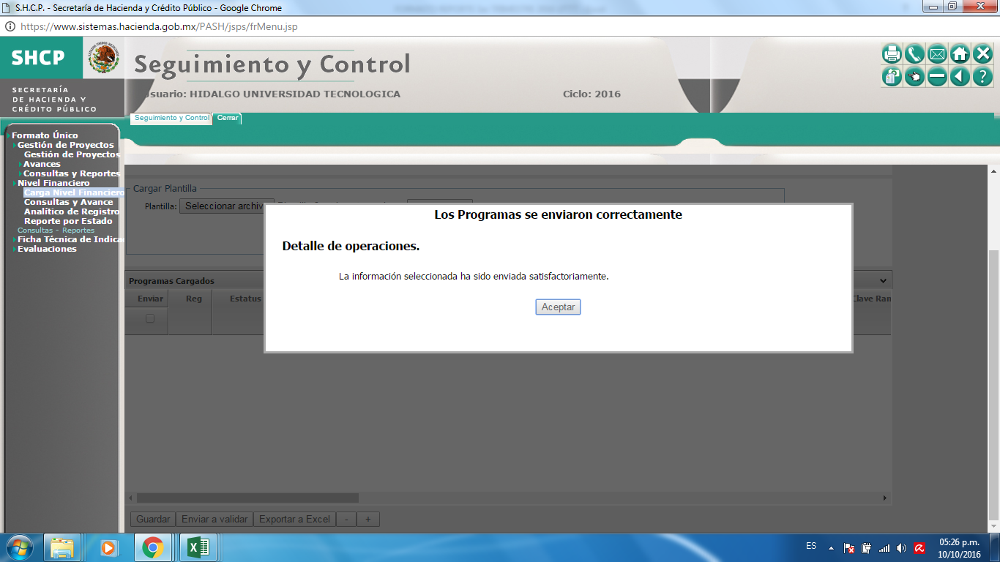 S.H.C.P. - Secretaría de Hacienda y Crédito Público - Google Chrome
https://www.sistemas.hacienda.gob.mx/PASH/jsps/frMenu.jsp
SHCP
SECRETARÍA
DE HACIENDA Y
CRÉDITO PÚBLICO
Seguimiento y Control
suario: HIDALGO UNIVERSIDAD TECNOLOGICA
Ciclo: 2016
Seguimiento y Control
Cerrar
Formato Único
Gestión de Proyectos
Gestión de Proyectos
Avances
Consultas y Reportes
Nivel Financiero
Carga Nivel Financiero
Consultas y Avance
Analítico de Registro
Reporte por Estado
Consultas - Reportes
Ficha Técnica de Indica
Evaluaciones
Cargar Plantilla
Plantilla: Seleccionar archiv
Los Programas se enviaron correctamente
Detalle de operaciones.
La información seleccionada ha sido enviada satisfactoriamente.
Aceptar
Programas Cargados
Enviar Reg Estatus
Clave Ran
Guardar Enviar a validar Exportar a Excel - +
ES
05:26 p.m.
10/10/2016